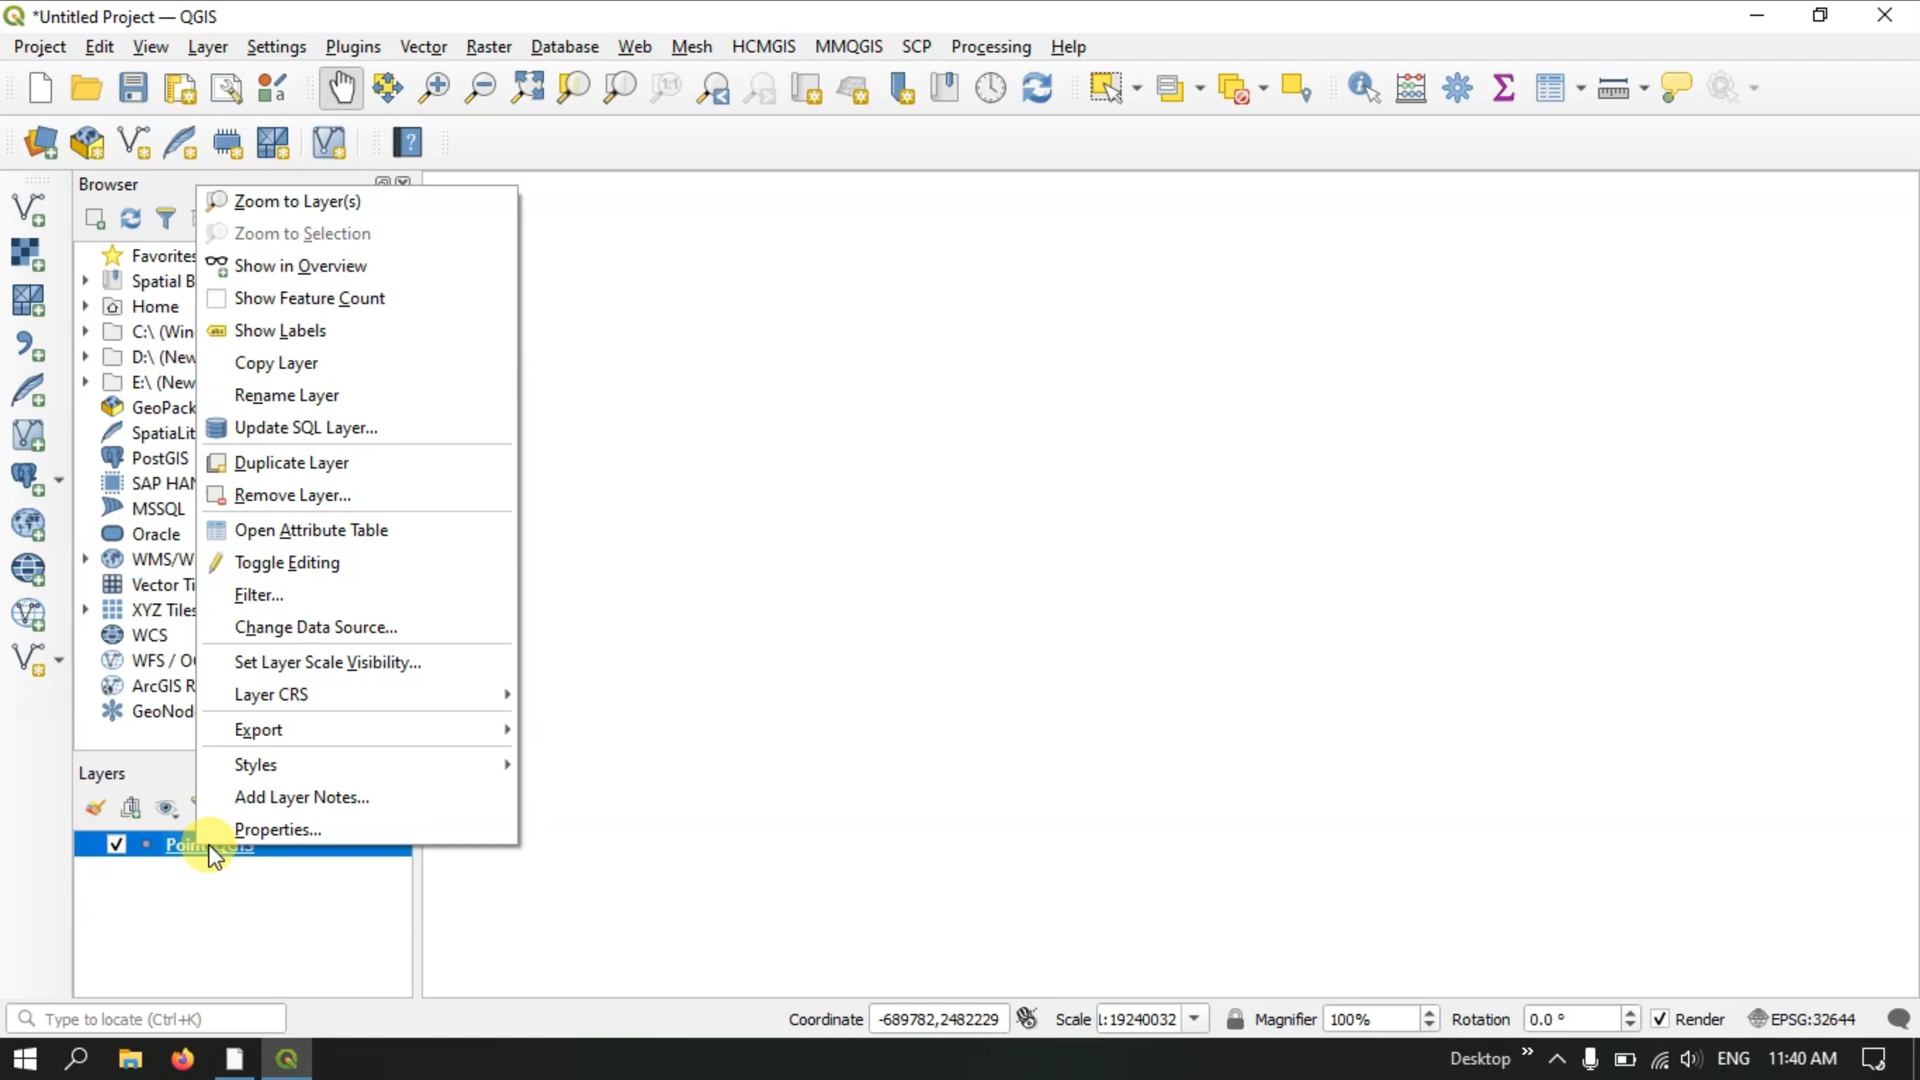 *Untitled Project — QGIS
Project Edit View Layer Settings Plugins Vector Raster Database Web Mesh HCMGIS MMQGIS SCP Processing Help
Browser
Favorites
Spatial B
Home
C:\ (Win
D:\ (New
E:\ (New
GeoPack
SpatiaLit
PostGIS
SAP HAN
MSSQL
Oracle
WMS/W
Vector Ti
XYZ Tiles
WCS
WFS / O
ArcGIS R
GeoNod
Zoom to Layer(s)
Zoom to Selection
Show in Overview
Show Feature Count
abc Show Labels
Copy Layer
Rename Layer
Update SQL Layer...
Duplicate Layer
Remove Layer...
Open Attribute Table
Toggle Editing
Filter...
Change Data Source...
Set Layer Scale Visibility...
Layer CRS
Export
Styles
Add Layer Notes...
Properties...
Layers
Type to locate (Ctrl+K)
Coordinate -689782,2482229 Scale 1:19240032 Magnifier 100% Rotation 0.0 ° Render EPSG:32644
Desktop » ENG 11:40 AM